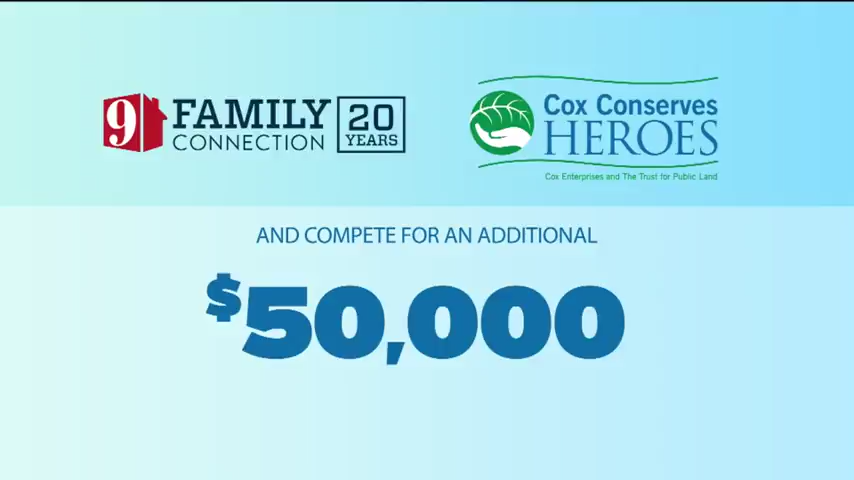 9 FAMILY
CONNECTION
20
YEARS
Cox Conserves
HEROES
Cox Enterprises and The Trust for Public Land
AND COMPETE FOR AN ADDITIONAL
$50,000